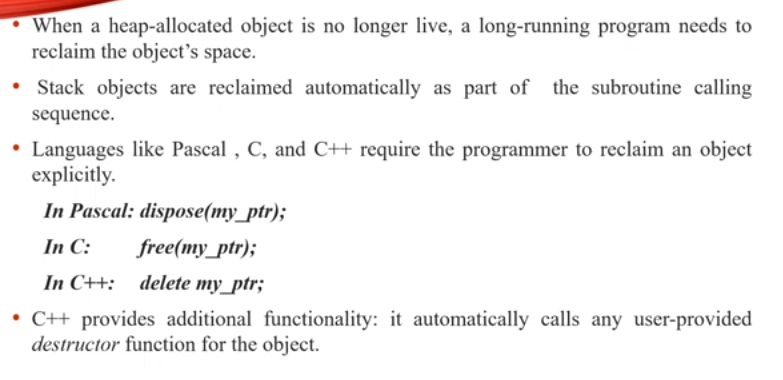 • When a heap-allocated object is no longer live, a long-running program needs to
reclaim the object's space.
• Stack objects are reclaimed automatically as part of the subroutine calling
sequence.
• Languages like Pascal , C, and C++ require the programmer to reclaim an object
explicitly.
In Pascal: dispose(my_ptr);
In C: free(my_ptr);
In C++: delete my_ptr;
• C++ provides additional functionality: it automatically calls any user-provided
destructor function for the object.